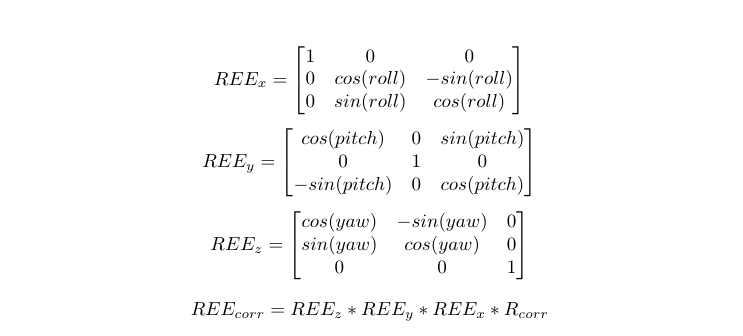 REE_x = [1 0 0
0 cos(roll) −sin(roll)
0 sin(roll) cos(roll)]
REE_y = [cos(pitch) 0 sin(pitch)
0 1 0
−sin(pitch) 0 cos(pitch)]
REE_z = [cos(yaw) −sin(yaw) 0
sin(yaw) cos(yaw) 0
0 0 1]
REE_corr = REE_z * REE_y * REE_x * R_corr